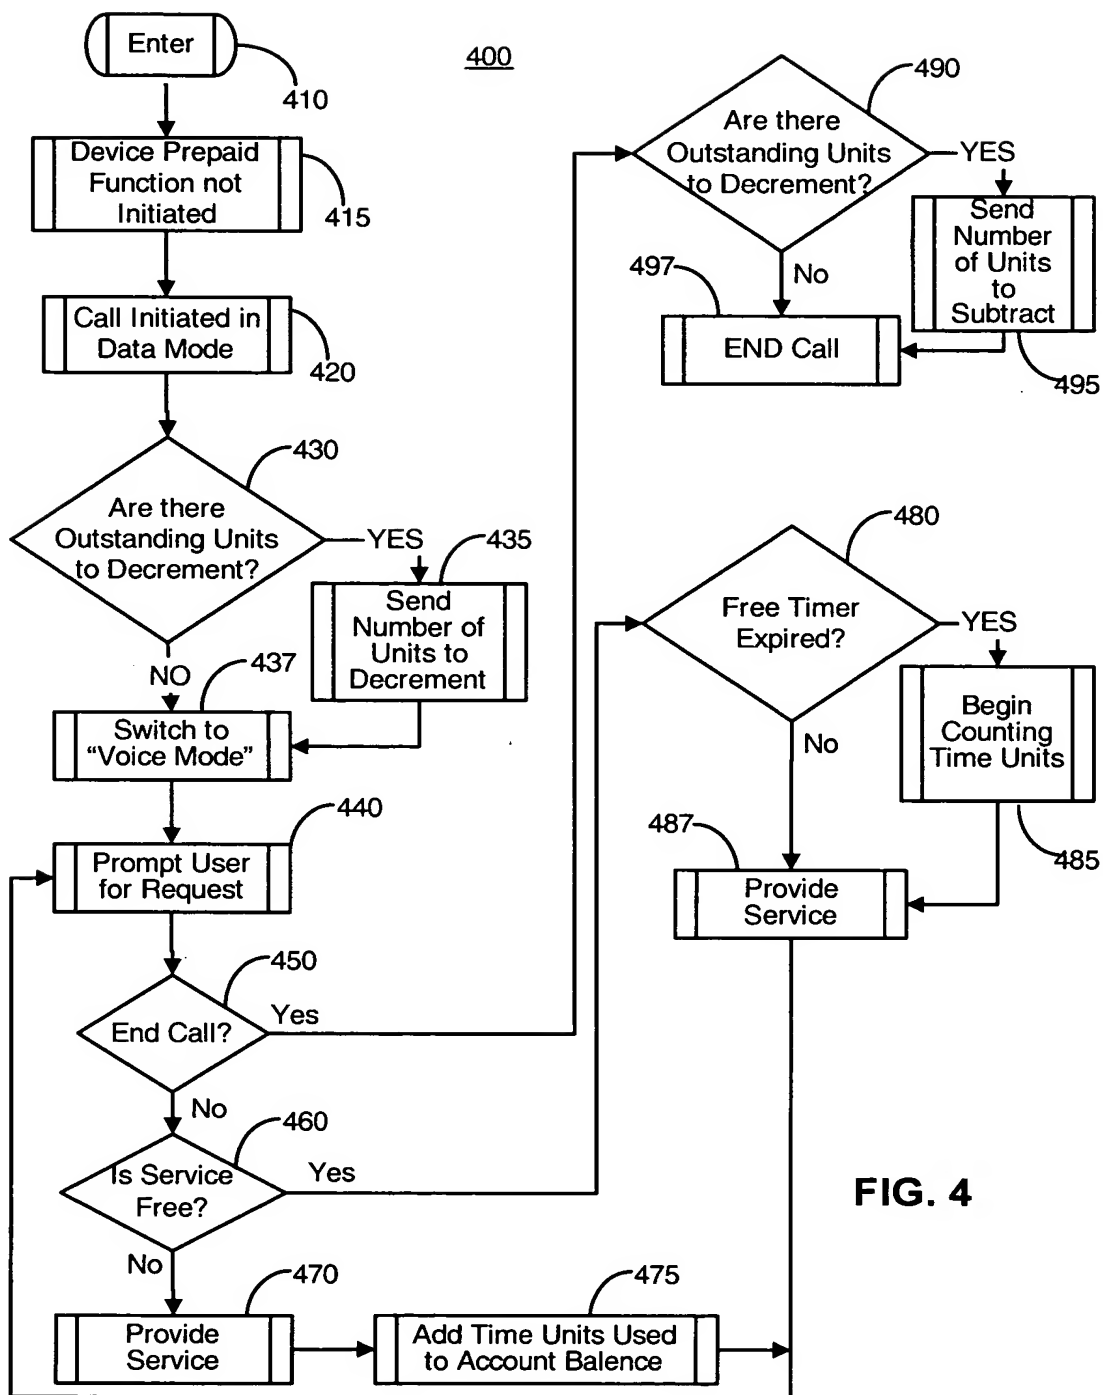 Enter
410
400
Device Prepaid
Function not
Initiated
415
Call Initiated in
Data Mode
420
430
Are there
Outstanding Units
to Decrement?
YES
435
Send
Number of
Units to
Decrement
NO
437
Switch to
“Voice Mode”
440
Prompt User
for Request
450
End Call?
Yes
No
460
Is Service
Free?
Yes
No
470
Provide
Service
475
Add Time Units Used
to Account Balence
490
Are there
Outstanding Units
to Decrement?
YES
Send
Number
of Units
to
Subtract
495
No
497
END Call
480
Free Timer
Expired?
YES
Begin
Counting
Time Units
485
No
487
Provide
Service
FIG. 4